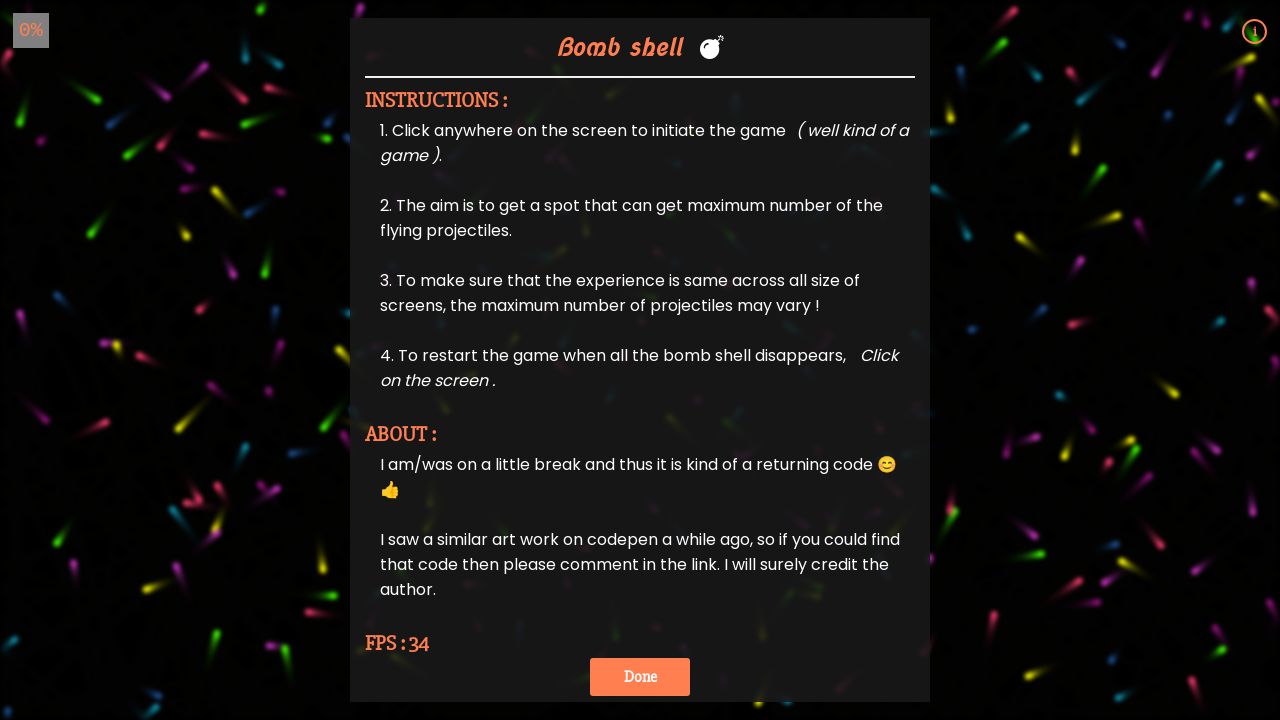 0%
i
Bomb shell 💣
INSTRUCTIONS :
1. Click anywhere on the screen to initiate the game ( well kind of a
game ).
2. The aim is to get a spot that can get maximum number of the
flying projectiles.
3. To make sure that the experience is same across all size of
screens, the maximum number of projectiles may vary !
4. To restart the game when all the bomb shell disappears, Click
on the screen .
ABOUT :
I am/was on a little break and thus it is kind of a returning code 😊
👍
I saw a similar art work on codepen a while ago, so if you could find
that code then please comment in the link. I will surely credit the
author.
FPS : 34
Done